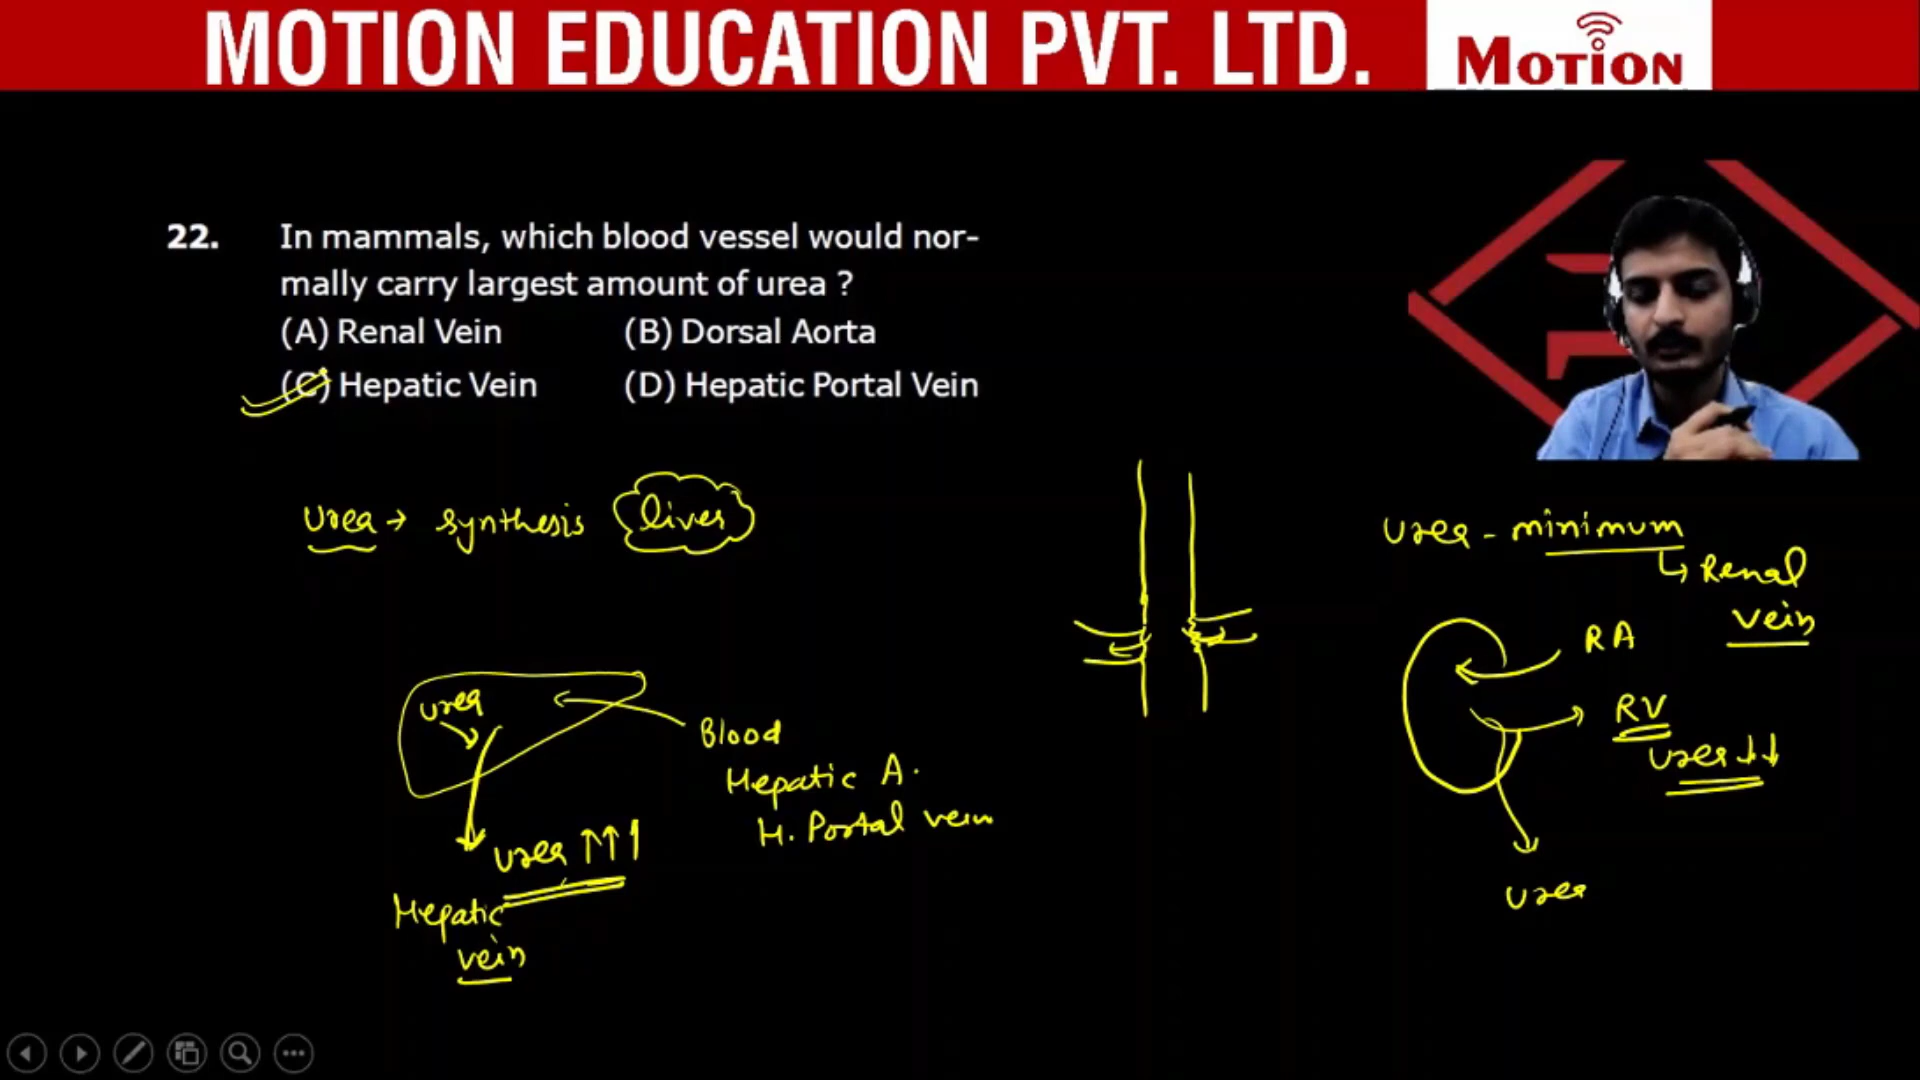 MOTION EDUCATION PVT. LTD.
MOTION
22. In mammals, which blood vessel would nor-
mally carry largest amount of urea ?
(A) Renal Vein (B) Dorsal Aorta
(C) Hepatic Vein (D) Hepatic Portal Vein
Urea → synthesis liver
Urea - minimum
↳ Renal
vein
RA
RV
Urea ↓↓
Urea
urea
Blood
Hepatic A.
H. Portal vein
Urea ↑↑↑
Hepatic
vein